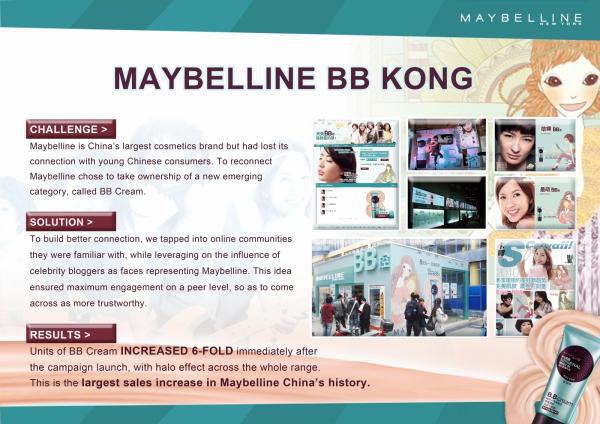 MAYBELLINE
NEW YORK
MAYBELLINE BB KONG
CHALLENGE >
Maybelline is China's largest cosmetics brand but had lost its
connection with young Chinese consumers. To reconnect
Maybelline chose to take ownership of a new emerging
category, called BB Cream.
SOLUTION >
To build better connection, we tapped into online communities
they were familiar with, while leveraging on the influence of
celebrity bloggers as faces representing Maybelline. This idea
ensured maximum engagement on a peer level, so as to come
across as more trustworthy.
RESULTS >
Units of BB Cream INCREASED 6-FOLD immediately after
the campaign launch, with halo effect across the whole range.
This is the largest sales increase in Maybelline China's history.
MAYBELLINE
BB